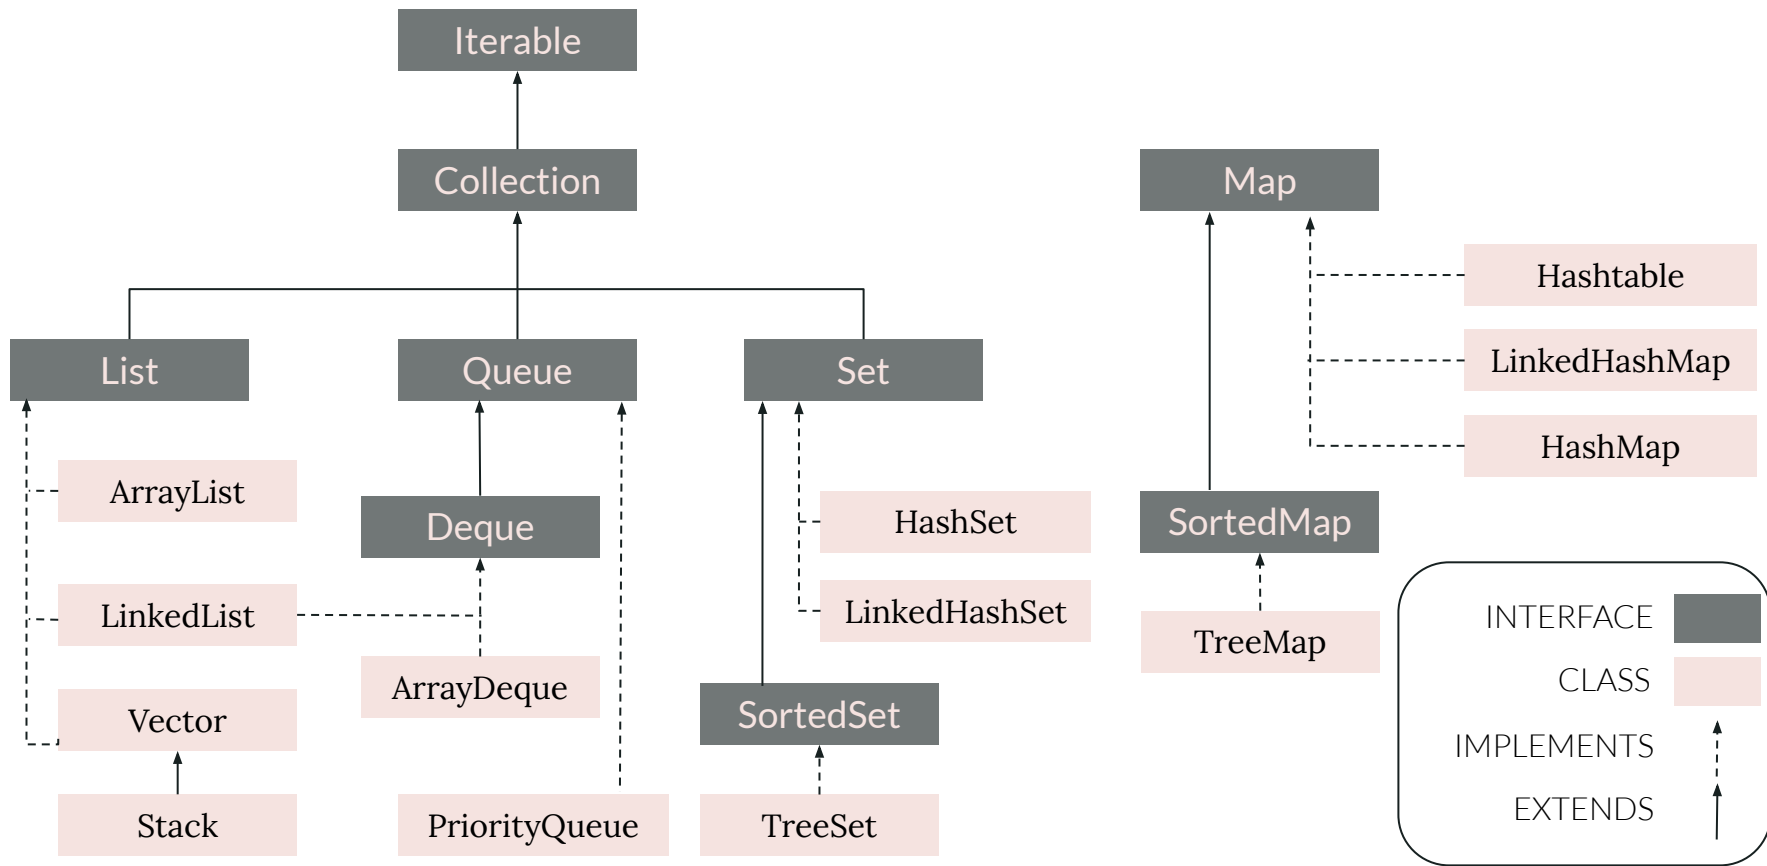 Iterable
Collection
Map
Hashtable
LinkedHashMap
HashMap
List
Queue
Set
ArrayList
Deque
HashSet
SortedMap
LinkedList
LinkedHashSet
TreeMap
ArrayDeque
Vector
SortedSet
Stack
PriorityQueue
TreeSet
INTERFACE
CLASS
IMPLEMENTS
EXTENDS